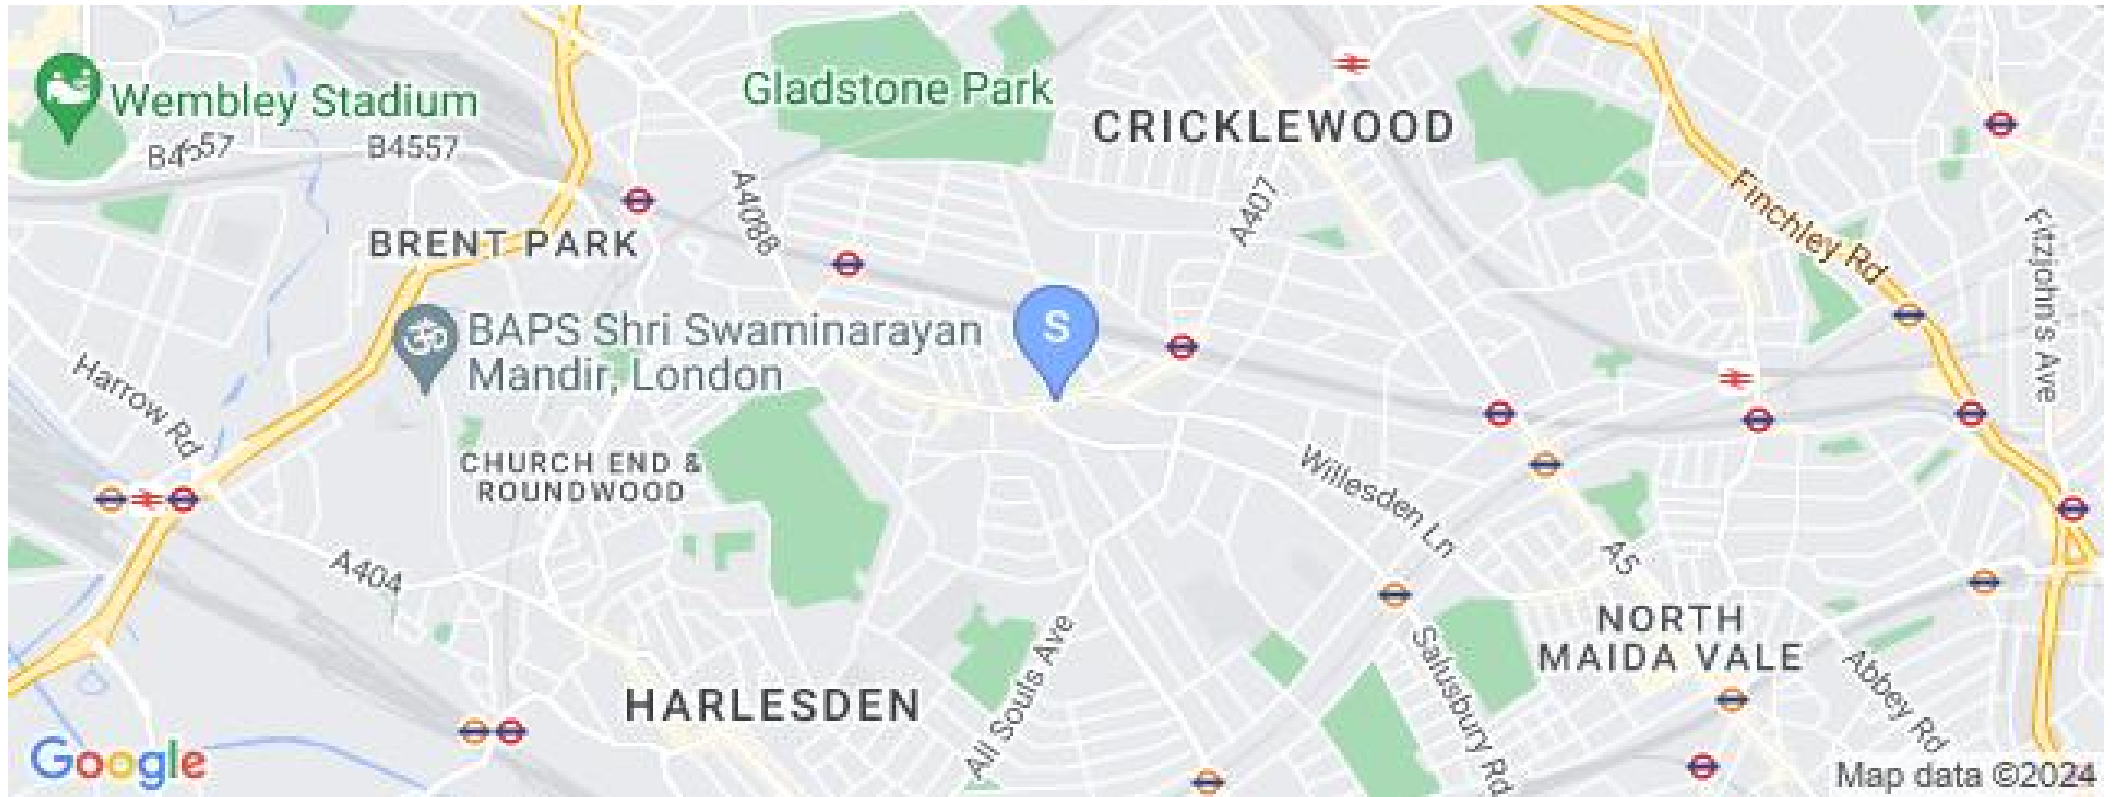 Wembley Stadium
Gladstone Park
CRICKLEWOOD
B4557
B4557
A4088
A407
Finchley Rd
Fitzjohn's Ave
BRENT PARK
S
BAPS Shri Swaminarayan
Mandir, London
Harrow Rd
CHURCH END &
ROUNDWOOD
Willesden Ln
A404
A5
NORTH
MAIDA VALE
Salusbury Rd
Abbey Rd
All Souls Ave
HARLESDEN
Google
Map data ©2024